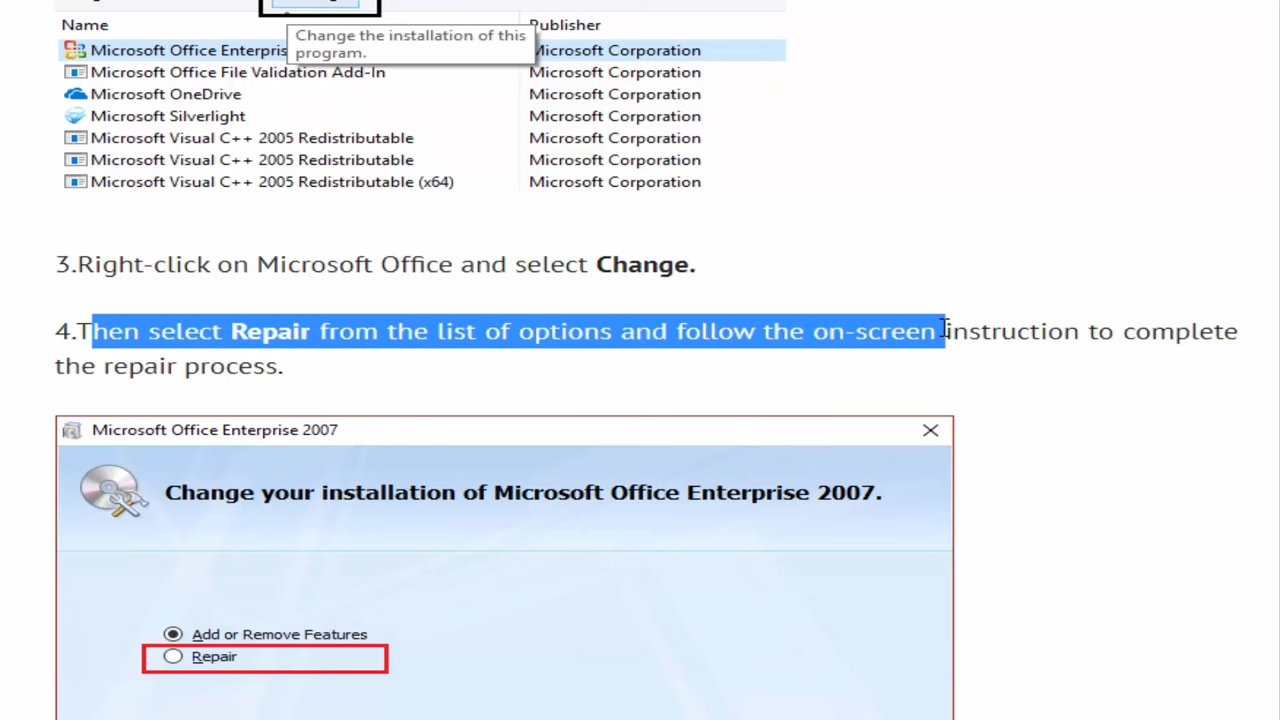 Name Publisher
Change the installation of this
program.
Microsoft Office Enterpris Microsoft Corporation
Microsoft Office File Validation Add-In Microsoft Corporation
Microsoft OneDrive Microsoft Corporation
Microsoft Silverlight Microsoft Corporation
Microsoft Visual C++ 2005 Redistributable Microsoft Corporation
Microsoft Visual C++ 2005 Redistributable Microsoft Corporation
Microsoft Visual C++ 2005 Redistributable (x64) Microsoft Corporation
3.Right-click on Microsoft Office and select Change.
4.Then select Repair from the list of options and follow the on-screen instruction to complete
the repair process.
Microsoft Office Enterprise 2007
Change your installation of Microsoft Office Enterprise 2007.
Add or Remove Features
Repair